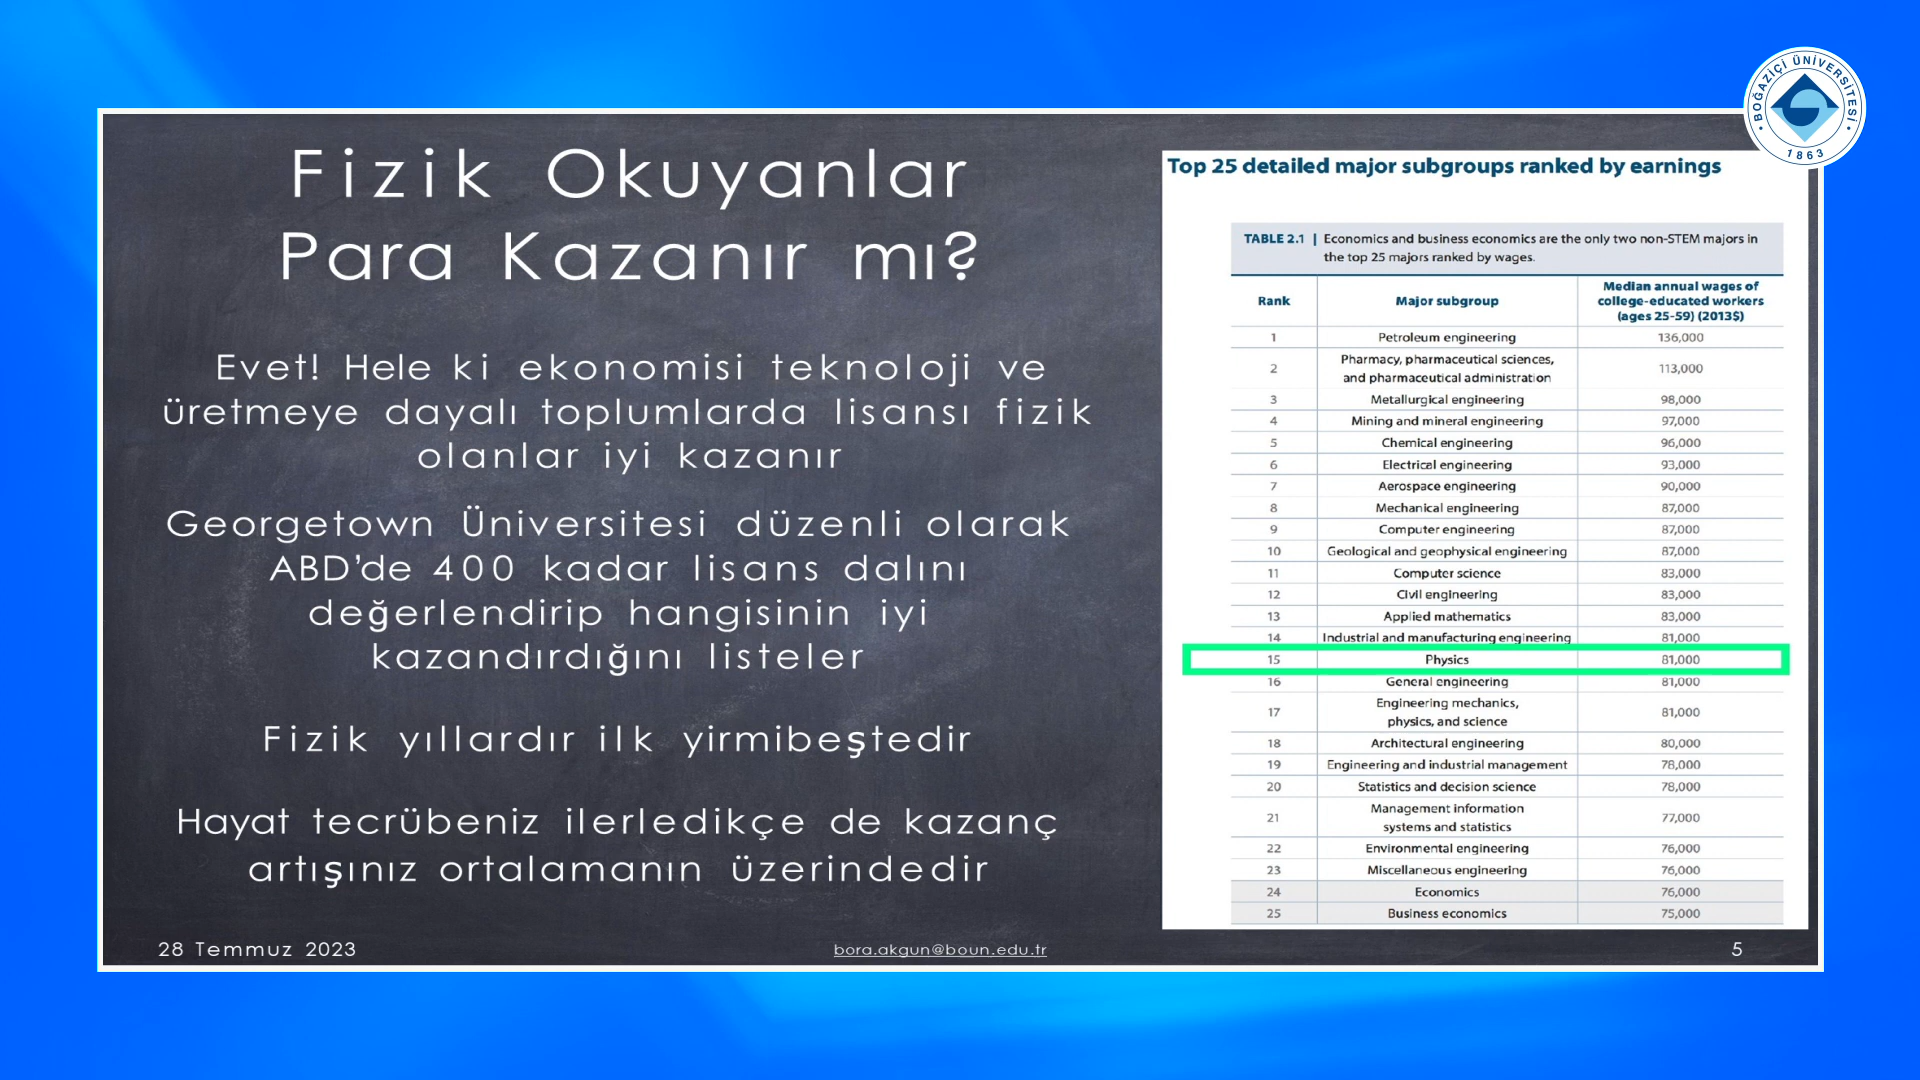 BOĞAZİÇİ ÜNİVERSİTESİ
1863
Fizik Okuyanlar
Para Kazanır mı?
Evet! Hele ki ekonomisi teknoloji ve
üretmeye dayalı toplumlarda lisansı fizik
olanlar iyi kazanır
Georgetown Üniversitesi düzenli olarak
ABD'de 400 kadar lisans dalını
değerlendirip hangisinin iyi
kazandırdığını listeler
Fizik yıllardır ilk yirmibeştedir
Hayat tecrübeniz ilerledikçe de kazanç
artışınız ortalamanın üzerindedir
Top 25 detailed major subgroups ranked by earnings
TABLE 2.1 | Economics and business economics are the only two non-STEM majors in
the top 25 majors ranked by wages.
Rank Major subgroup Median annual wages of
college-educated workers
(ages 25-59) (2013$)
1 Petroleum engineering 136,000
2 Pharmacy, pharmaceutical sciences,
and pharmaceutical administration 113,000
3 Metallurgical engineering 98,000
4 Mining and mineral engineering 97,000
5 Chemical engineering 96,000
6 Electrical engineering 93,000
7 Aerospace engineering 90,000
8 Mechanical engineering 87,000
9 Computer engineering 87,000
10 Geological and geophysical engineering 87,000
11 Computer science 83,000
12 Civil engineering 83,000
13 Applied mathematics 83,000
14 Industrial and manufacturing engineering 81,000
15 Physics 81,000
16 General engineering 81,000
17 Engineering mechanics,
physics, and science 81,000
18 Architectural engineering 80,000
19 Engineering and industrial management 78,000
20 Statistics and decision science 78,000
21 Management information
systems and statistics 77,000
22 Environmental engineering 76,000
23 Miscellaneous engineering 76,000
24 Economics 76,000
25 Business economics 75,000
28 Temmuz 2023
bora.akgun@boun.edu.tr
5